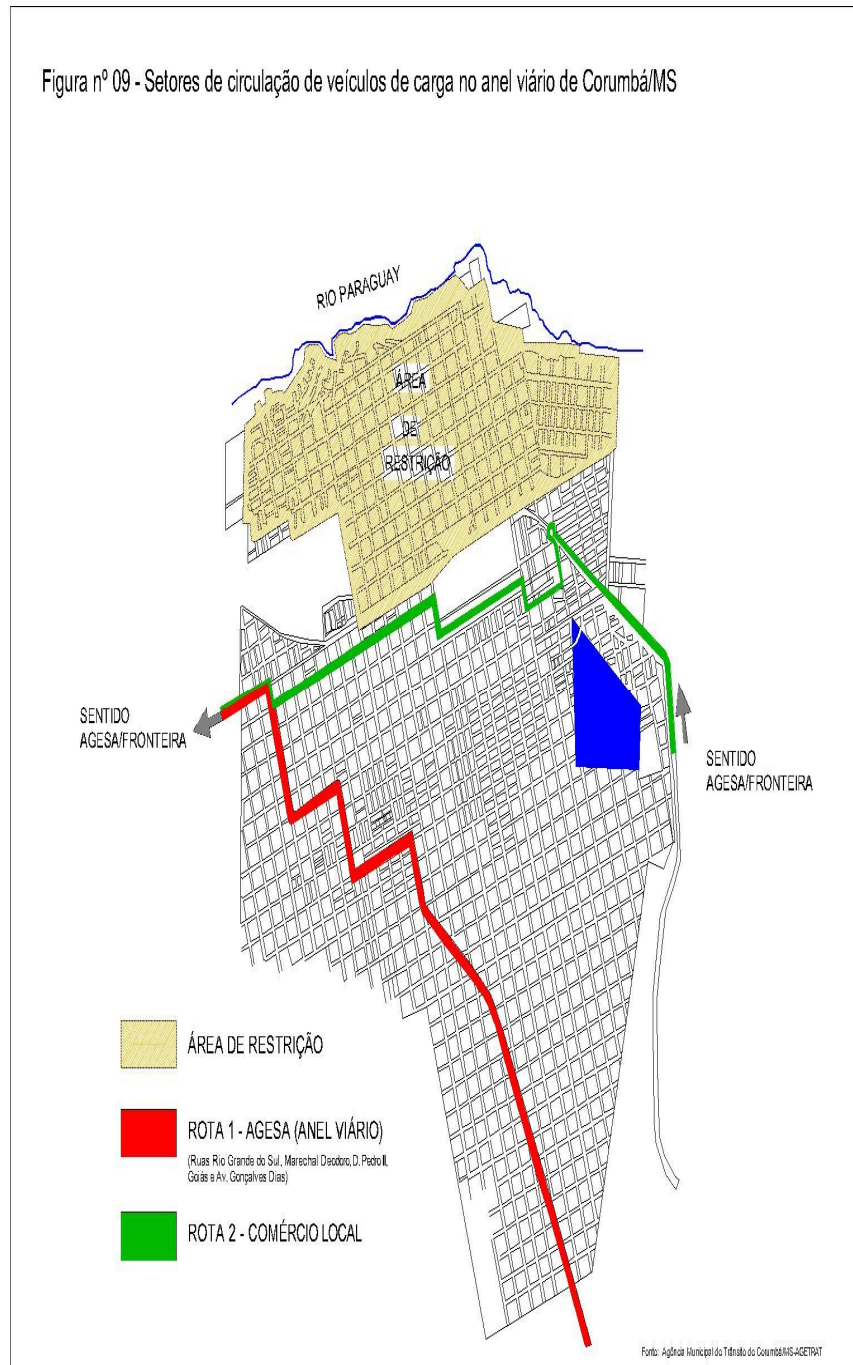 Figura nº 09 - Setores de circulação de veículos de carga no anel viário de Corumbá/MS
RIO PARAGUAY
ÁREA
DE
RESTRIÇÃO
SENTIDO
AGESA/FRONTEIRA
SENTIDO
AGESA/FRONTEIRA
ÁREA DE RESTRIÇÃO
ROTA 1 - AGESA (ANEL VIÁRIO)
(Ruas Rio Grande do Sul, Marechal Deodoro, D. Pedro II,
Goiás e Av. Gonçalves Dias)
ROTA 2 - COMÉRCIO LOCAL
Fonte: Agência Municipal do Trânsito do Corumbá/MS-AGETRAT